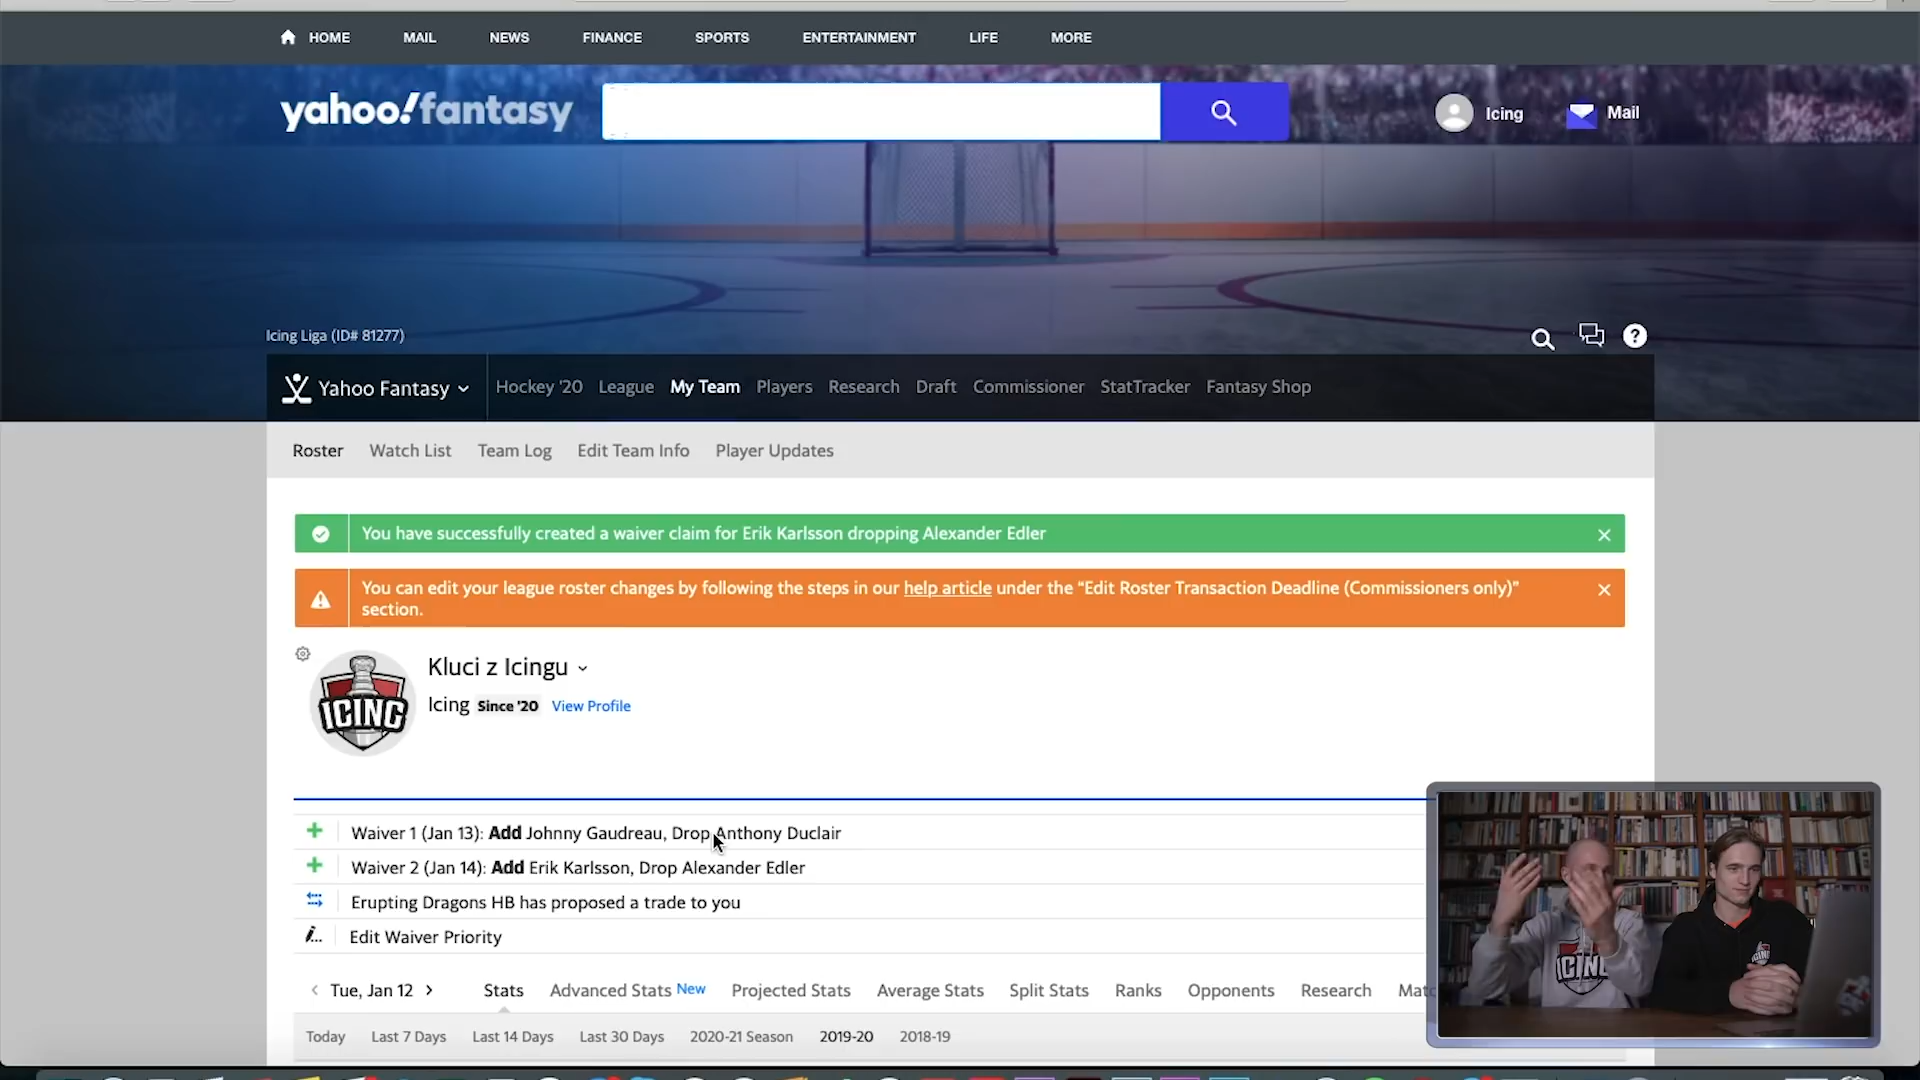 HOME MAIL NEWS FINANCE SPORTS ENTERTAINMENT LIFE MORE
yahoo!fantasy
Icing
Mail
Icing Liga (ID# 81277)
?
Yahoo Fantasy
Hockey '20 League My Team Players Research Draft Commissioner StatTracker Fantasy Shop
Roster Watch List Team Log Edit Team Info Player Updates
You have successfully created a waiver claim for Erik Karlsson dropping Alexander Edler
You can edit your league roster changes by following the steps in our help article under the “Edit Roster Transaction Deadline (Commissioners only)”
section.
Kluci z Icingu
ICING
Icing Since '20 View Profile
Waiver 1 (Jan 13): Add Johnny Gaudreau, Drop Anthony Duclair
Waiver 2 (Jan 14): Add Erik Karlsson, Drop Alexander Edler
Erupting Dragons HB has proposed a trade to you
Edit Waiver Priority
Tue, Jan 12
Stats Advanced Stats New Projected Stats Average Stats Split Stats Ranks Opponents Research Matc
Today Last 7 Days Last 14 Days Last 30 Days 2020-21 Season 2019-20 2018-19
ICING
ICING